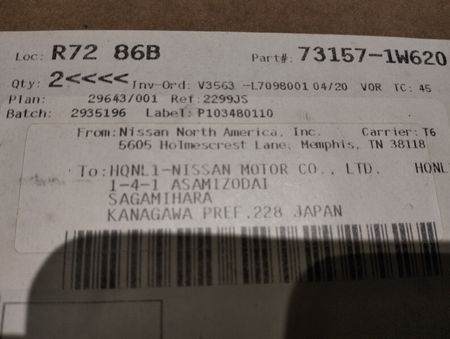 Loc: R72 86B Part#: 73157-1W620
Qty: 2<<<< Inv-Ord: V3563 -L7098001 04/20 VOR TC: 45
Plan: 29643/001 Ref: 2299JS
Batch: 2935196 Label: P103480110
From: Nissan North America, Inc. Carrier: T6
5605 Holmescrest Lane, Memphis, TN 38118
To: HQNL1-NISSAN MOTOR CO., LTD. HQNL
1-4-1 ASAMIZODAI
SAGAMIHARA
KANAGAWA PREF.228 JAPAN